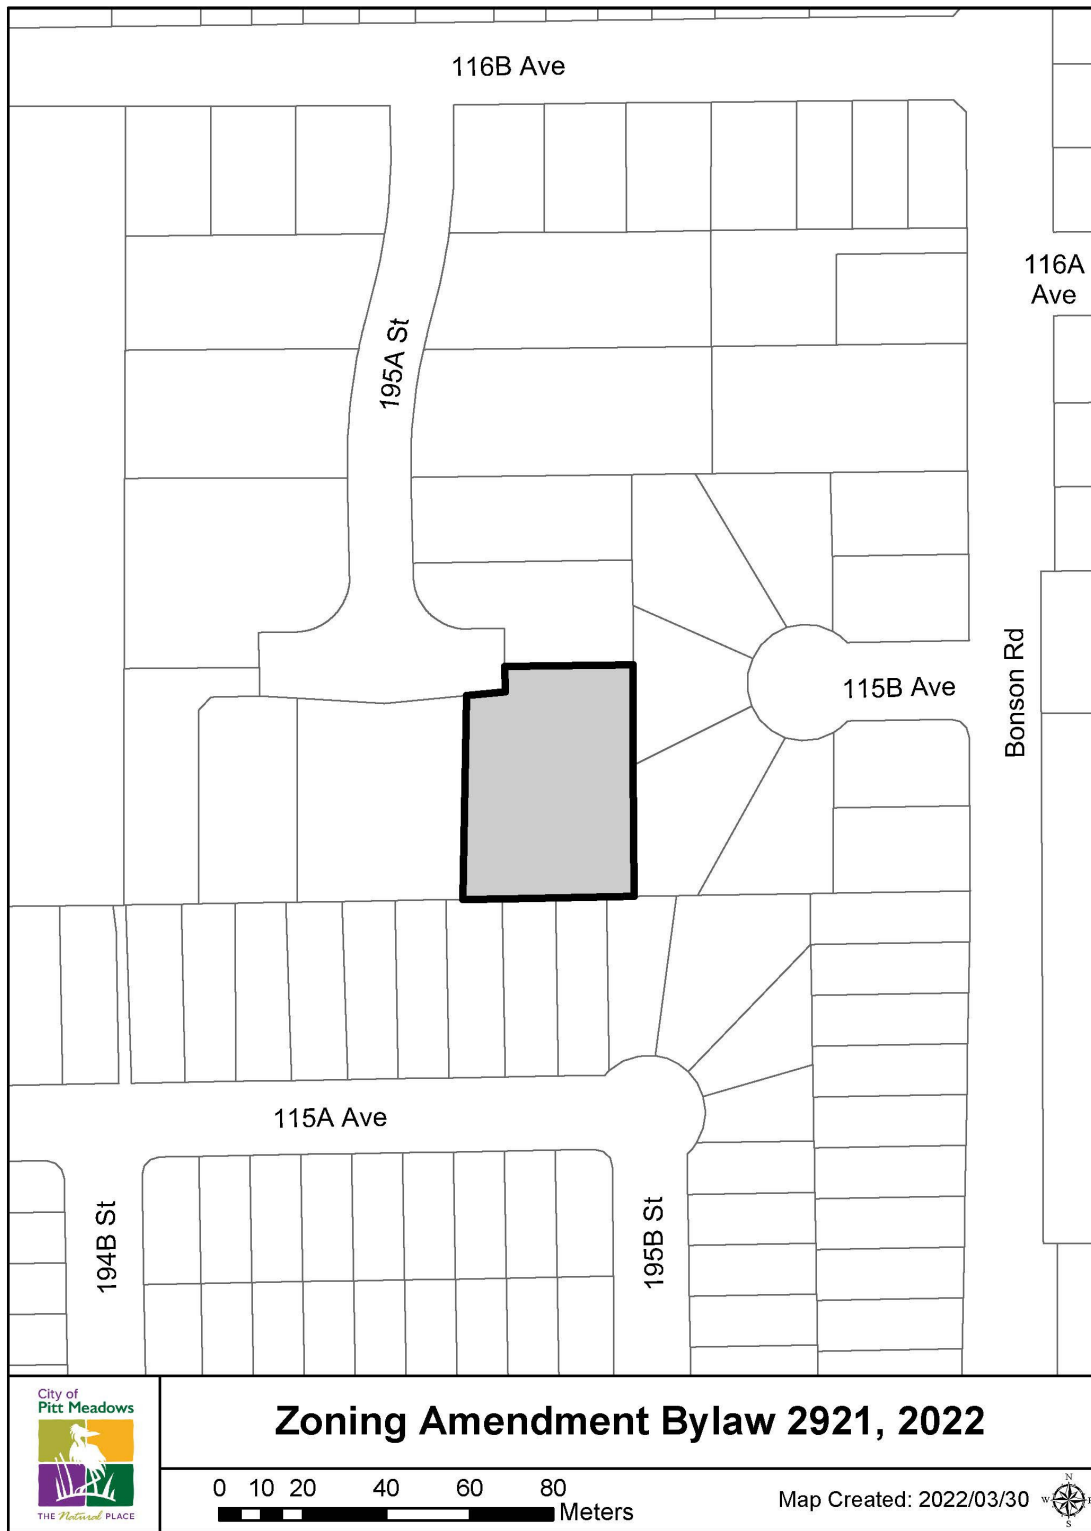 116B Ave
116A
Ave
195A St
115B Ave
Bonson Rd
115A Ave
194B St
195B St
City of
Pitt Meadows
THE Natural PLACE
Zoning Amendment Bylaw 2921, 2022
0 10 20 40 60 80
Meters
Map Created: 2022/03/30
N
W E
S